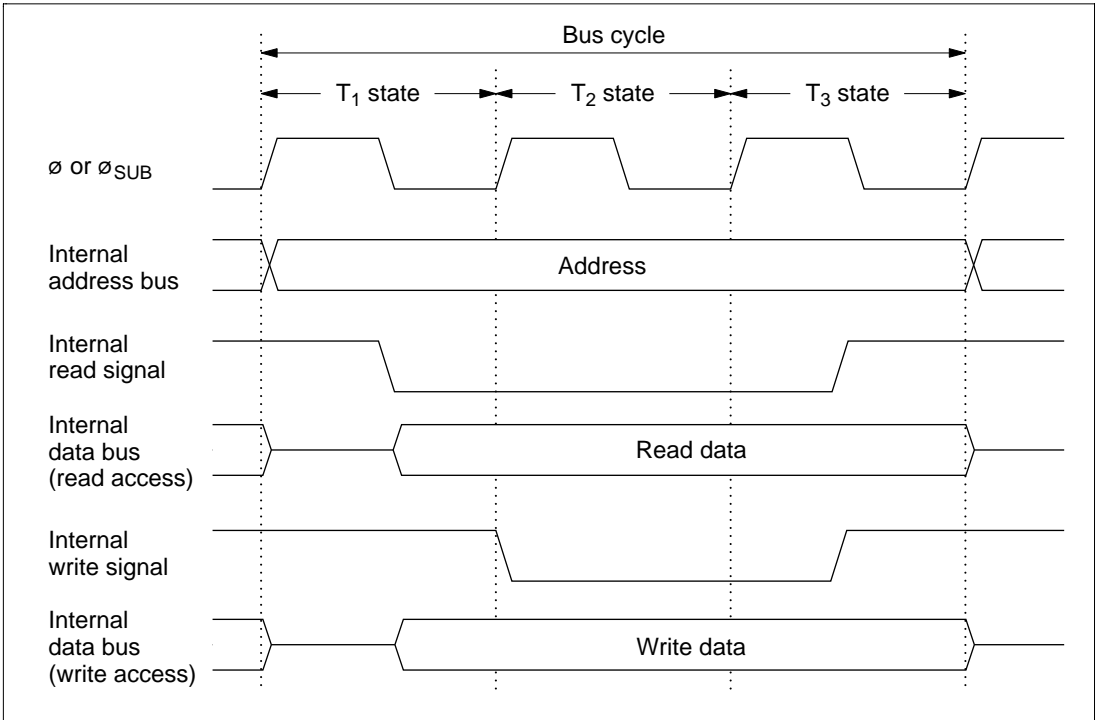 Bus cycle
T₁ state
T₂ state
T₃ state
ø or ø_SUB
Internal
address bus
Address
Internal
read signal
Internal
data bus
(read access)
Read data
Internal
write signal
Internal
data bus
(write access)
Write data